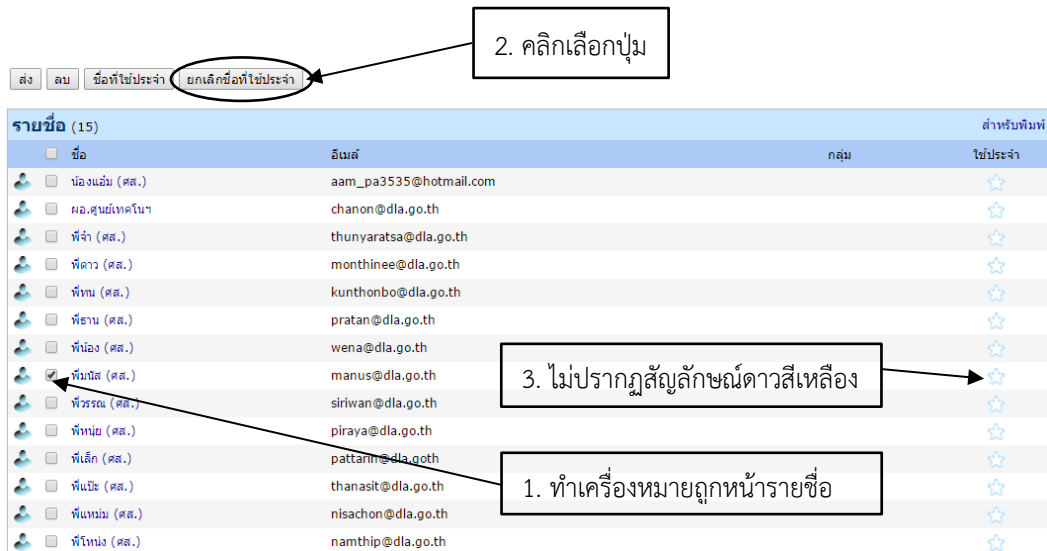 2. คลิกเลือกปุ่ม
ส่ง ลบ ชื่อที่ใช้ประจำ ยกเลิกชื่อที่ใช้ประจำ
รายชื่อ (15) สำหรับพิมพ์
ชื่อ อีเมล์ กลุ่ม ใช้ประจำ
น้องแอ๋ม (ศส.) aam_pa3535@hotmail.com
ผอ.ศูนย์เทคโนฯ chanon@dla.go.th
พี่จ๋า (ศส.) thunyaratsa@dla.go.th
พี่ดาว (ศส.) monthinee@dla.go.th
พี่ทน (ศส.) kunthonbo@dla.go.th
พี่ธาน (ศส.) pratan@dla.go.th
พี่น้อง (ศส.) wena@dla.go.th
พี่มนัส (ศส.) manus@dla.go.th
3. ไม่ปรากฏสัญลักษณ์ดาวสีเหลือง
พี่วรรณ (ศส.) siriwan@dla.go.th
พี่หนุ่ย (ศส.) piraya@dla.go.th
พี่เล็ก (ศส.) pattarin@dla.goth
พี่แป๊ะ (ศส.) thanasit@dla.go.th
1. ทำเครื่องหมายถูกหน้ารายชื่อ
พี่แหม่ม (ศส.) nisachon@dla.go.th
พี่โหน่ง (ศส.) namthip@dla.go.th